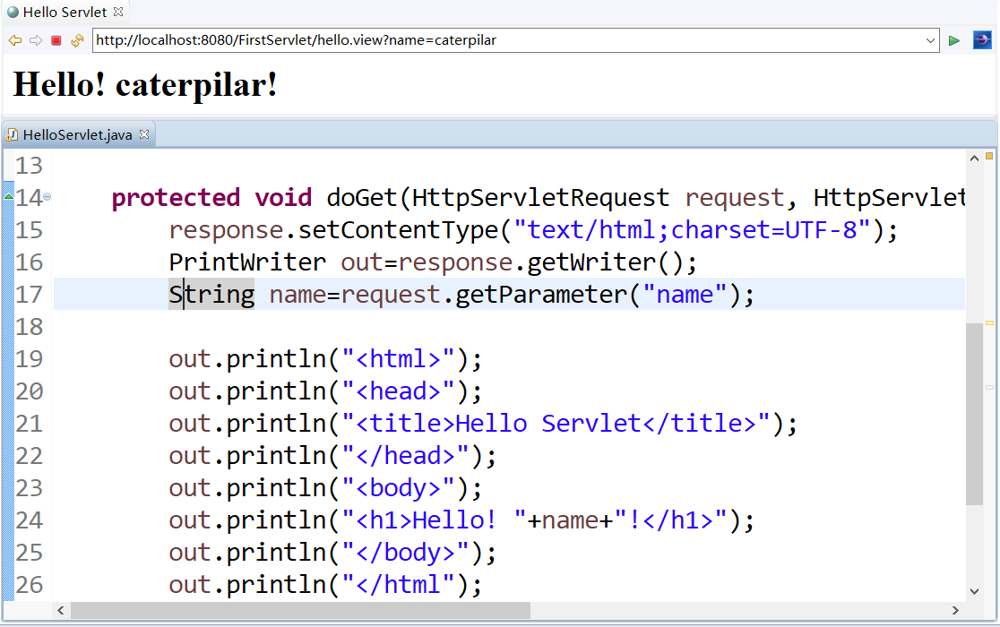 Hello Servlet
http://localhost:8080/FirstServlet/hello.view?name=caterpilar
Hello! caterpilar!
HelloServlet.java
13
14 protected void doGet(HttpServletRequest request, HttpServlet
15 response.setContentType("text/html;charset=UTF-8");
16 PrintWriter out=response.getWriter();
17 String name=request.getParameter("name");
18
19 out.println("<html>");
20 out.println("<head>");
21 out.println("<title>Hello Servlet</title>");
22 out.println("</head>");
23 out.println("<body>");
24 out.println("<h1>Hello! "+name+"!</h1>");
25 out.println("</body>");
26 out.println("</html");